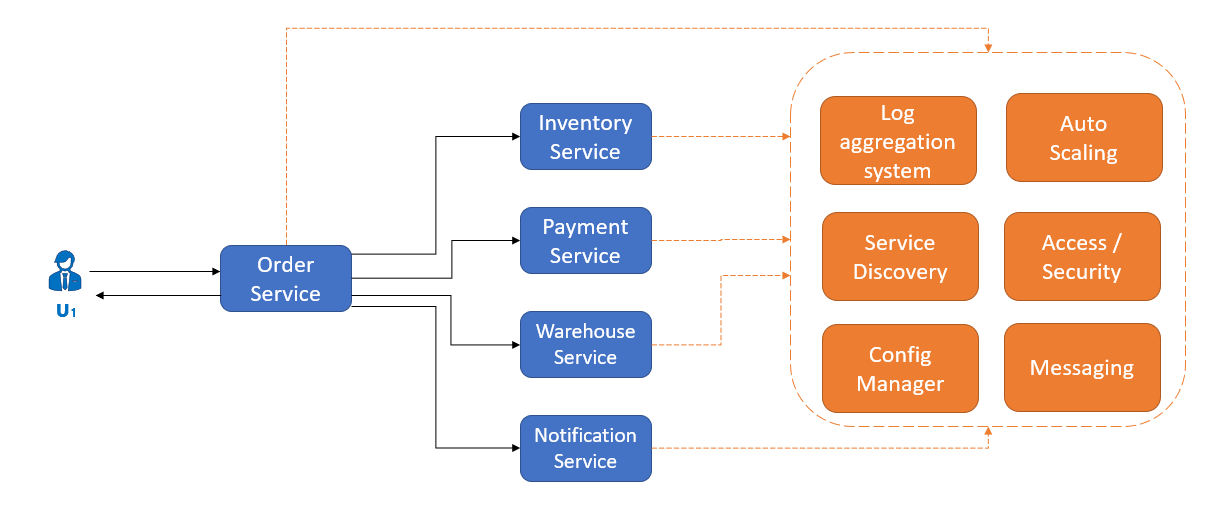 U1
Order
Service
Inventory
Service
Payment
Service
Warehouse
Service
Notification
Service
Log
aggregation
system
Auto
Scaling
Service
Discovery
Access /
Security
Config
Manager
Messaging